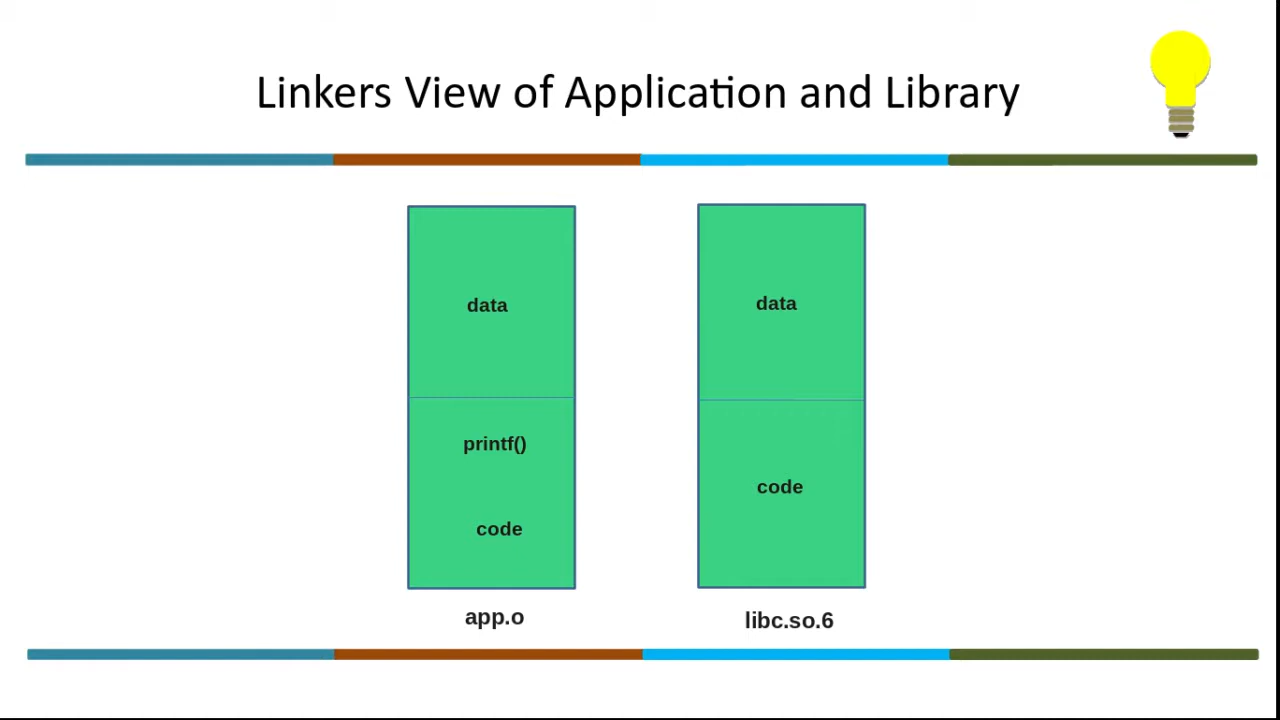 Linkers View of Application and Library
data
printf()
code
app.o
data
code
libc.so.6